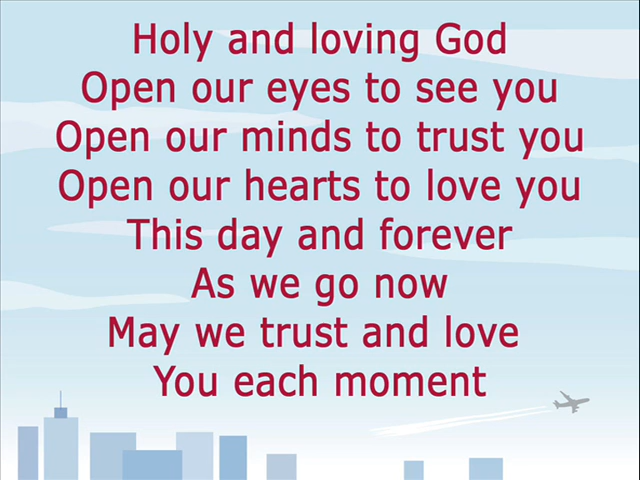 Holy and loving God
Open our eyes to see you
Open our minds to trust you
Open our hearts to love you
This day and forever
As we go now
May we trust and love
You each moment